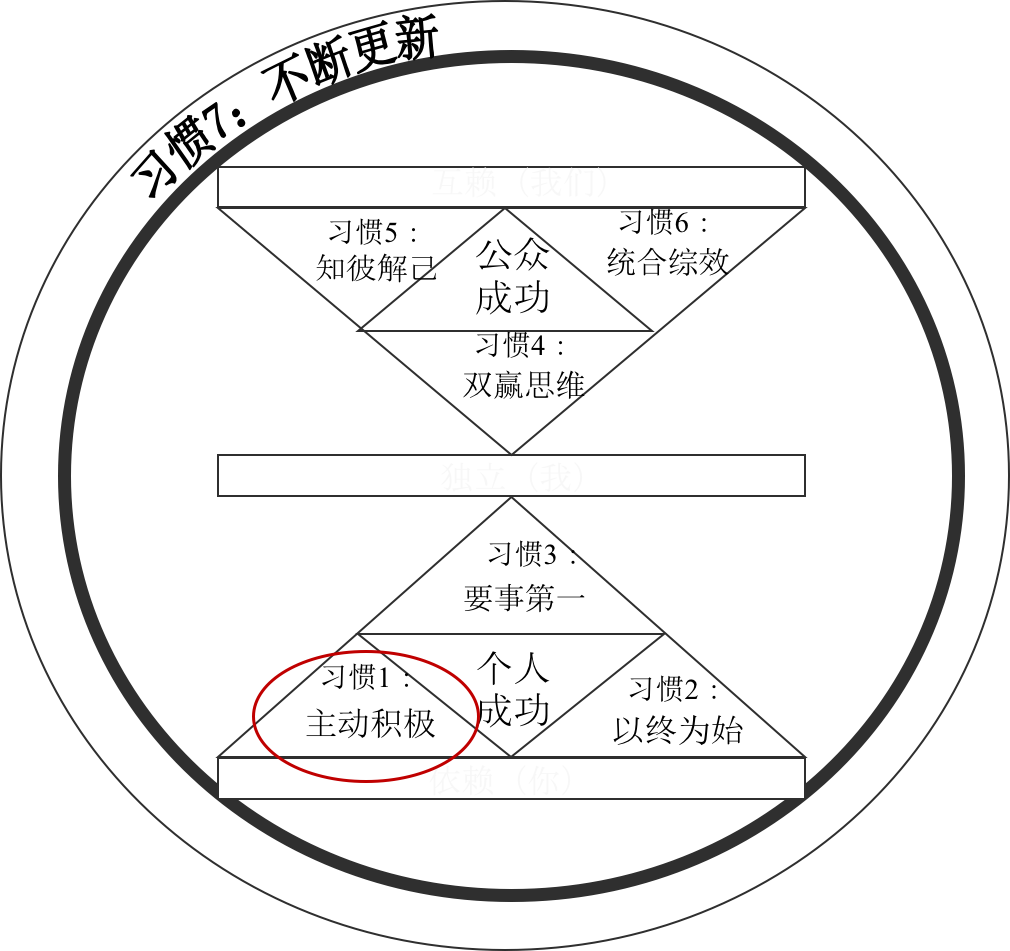 习惯7：不断更新
互赖（我们）
习惯5：
知彼解己
公众
成功
习惯6：
统合综效
习惯4：
双赢思维
独立（我）
习惯3：
要事第一
习惯1：
主动积极
个人
成功
习惯2：
以终为始
依赖（你）